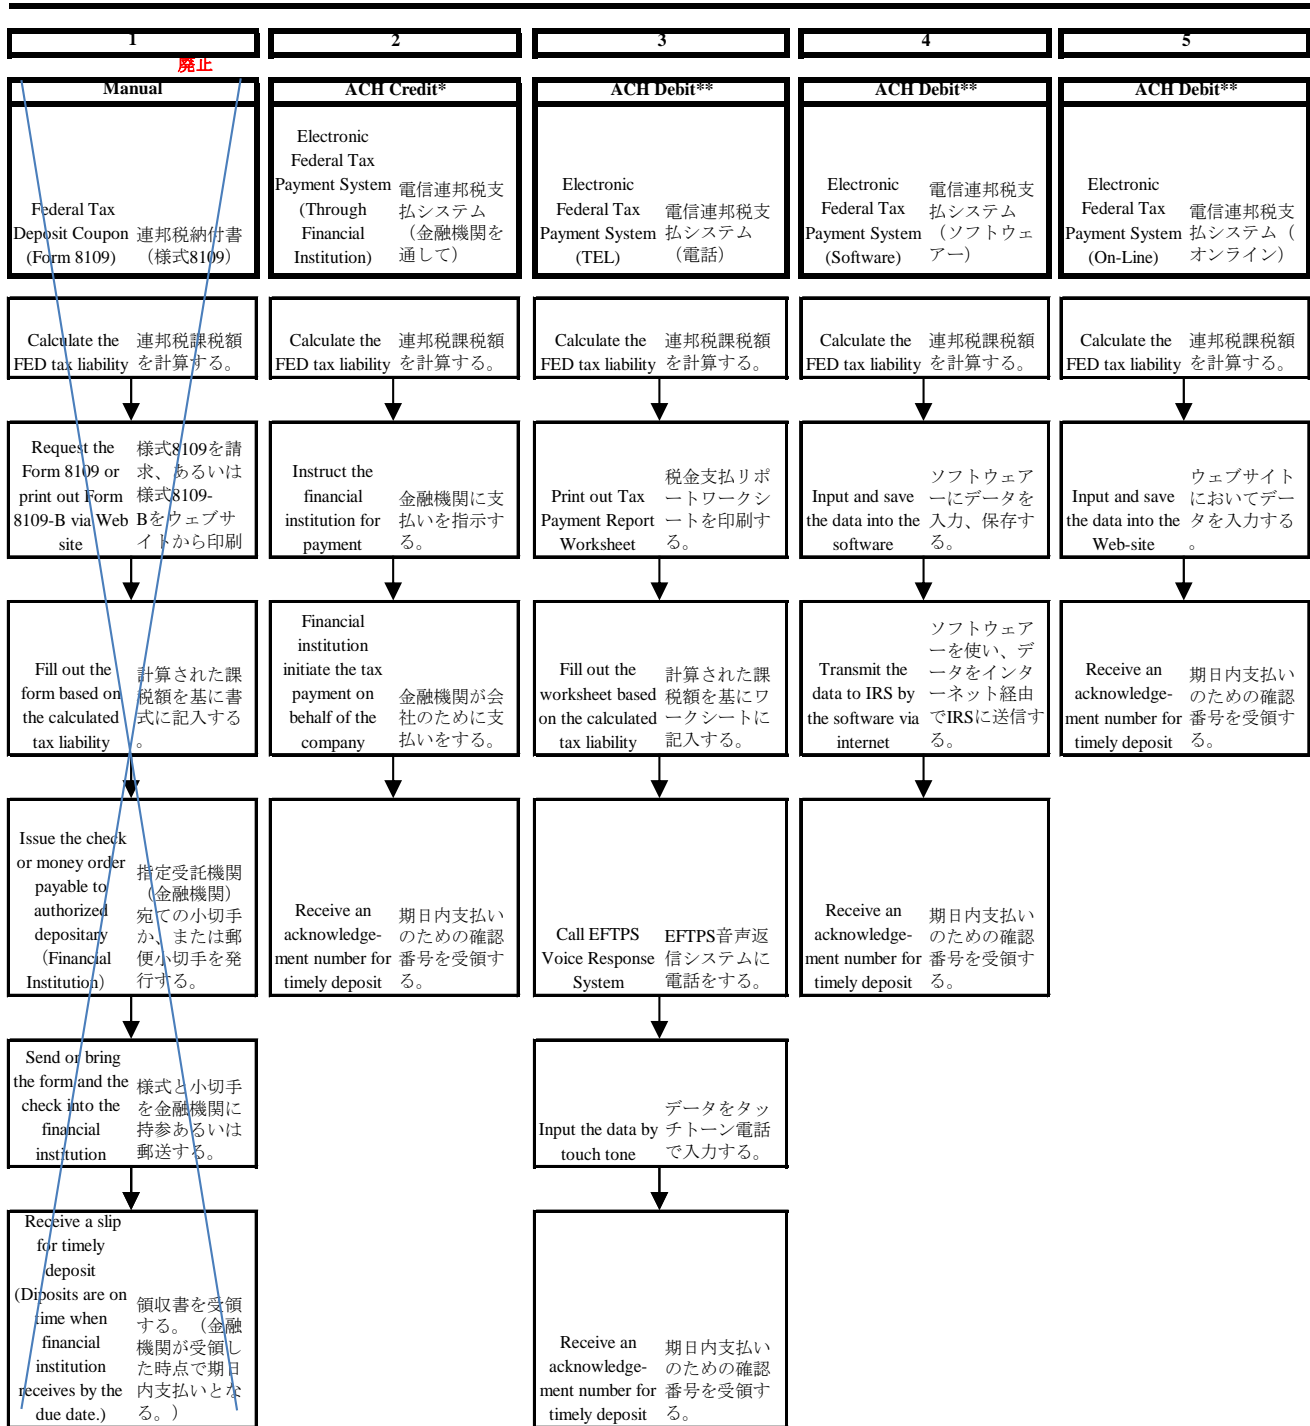 1
2
3
4
5
廃止
Manual
ACH Credit*
ACH Debit**
ACH Debit**
ACH Debit**
Federal Tax
Deposit Coupon
(Form 8109)
連邦税納付書
（様式8109）
Electronic
Federal Tax
Payment System
(Through
Financial
Institution)
電信連邦税支
払システム
（金融機関を
通して）
Electronic
Federal Tax
Payment System
(TEL)
電信連邦税支
払システム
（電話）
Electronic
Federal Tax
Payment System
(Software)
電信連邦税支
払システム
（ソフトウェ
アー）
Electronic
Federal Tax
Payment System
(On-Line)
電信連邦税支
払システム（
オンライン）
Calculate the
FED tax liability
連邦税課税額
を計算する。
Calculate the
FED tax liability
連邦税課税額
を計算する。
Calculate the
FED tax liability
連邦税課税額
を計算する。
Calculate the
FED tax liability
連邦税課税額
を計算する。
Calculate the
FED tax liability
連邦税課税額
を計算する。
Request the
Form 8109 or
print out Form
8109-B via Web
site
様式8109を請
求、あるいは
様式8109-
Bをウェブサ
イトから印刷
Instruct the
financial
institution for
payment
金融機関に支
払いを指示す
る。
Print out Tax
Payment Report
Worksheet
税金支払リポ
ートワークシ
ートを印刷す
る。
Input and save
the data into the
software
ソフトウェア
ーにデータを
入力、保存す
る。
Input and save
the data into the
Web-site
ウェブサイト
においてデー
タを入力する
。
Fill out the
form based on
the calculated
tax liability
計算された課
税額を基に書
式に記入する
。
Financial
institution
initiate the tax
payment on
behalf of the
company
金融機関が会
社のために支
払いをする。
Fill out the
worksheet based
on the calculated
tax liability
計算された課
税額を基にワ
ークシートに
記入する。
Transmit the
data to IRS by
the software via
internet
ソフトウェア
ーを使い、デ
ータをインタ
ーネット経由
でIRSに送信す
る。
Receive an
acknowledge-
ment number for
timely deposit
期日内支払い
のための確認
番号を受領す
る。
Issue the check
or money order
payable to
authorized
depositary
（Financial
Institution）
指定受託機関
（金融機関）
宛ての小切手
か、または郵
便小切手を発
行する。
Receive an
acknowledge-
ment number for
timely deposit
期日内支払い
のための確認
番号を受領す
る。
Call EFTPS
Voice Response
System
EFTPS音声返
信システムに
電話をする。
Receive an
acknowledge-
ment number for
timely deposit
期日内支払い
のための確認
番号を受領す
る。
Send or bring
the form and the
check into the
financial
institution
様式と小切手
を金融機関に
持参あるいは
郵送する。
Input the data by
touch tone
データをタッ
チトーン電話
で入力する。
Receive a slip
for timely
deposit
(Diposits are on
time when
financial
institution
receives by the
due date.)
領収書を受領
する。（金融
機関が受領し
た時点で期日
内支払いとな
る。）
Receive an
acknowledge-
ment number for
timely deposit
期日内支払い
のための確認
番号を受領す
る。